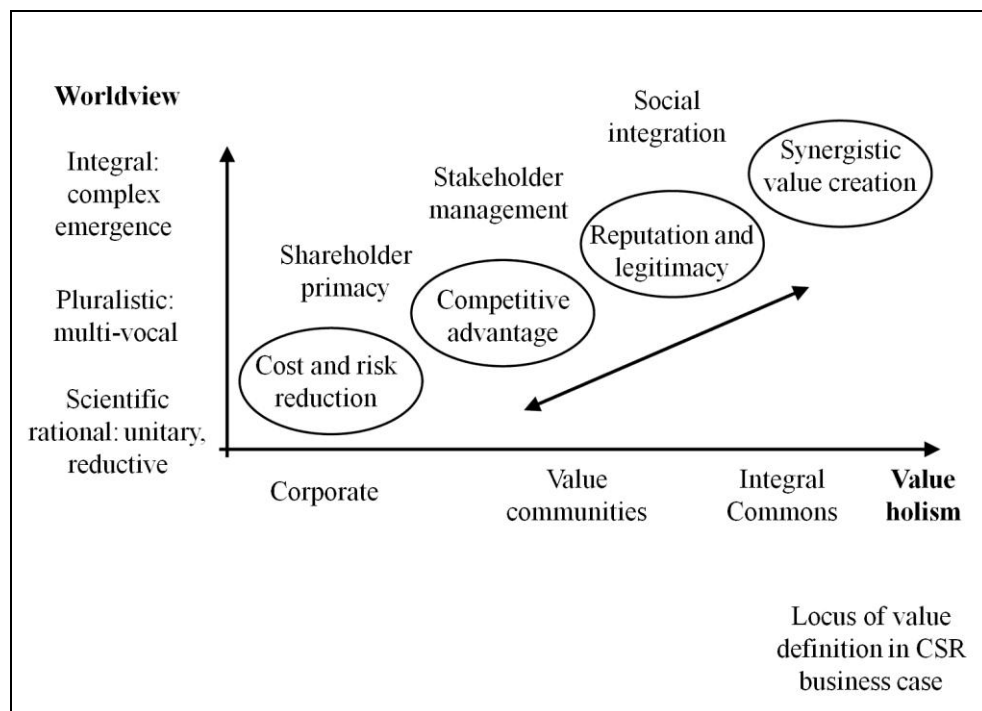 Worldview
Integral:
complex
emergence
Pluralistic:
multi-vocal
Scientific
rational: unitary,
reductive
Shareholder
primacy
Stakeholder
management
Social
integration
Cost and risk
reduction
Competitive
advantage
Reputation and
legitimacy
Synergistic
value creation
Corporate
Value
communities
Integral
Commons
Value
holism
Locus of value
definition in CSR
business case